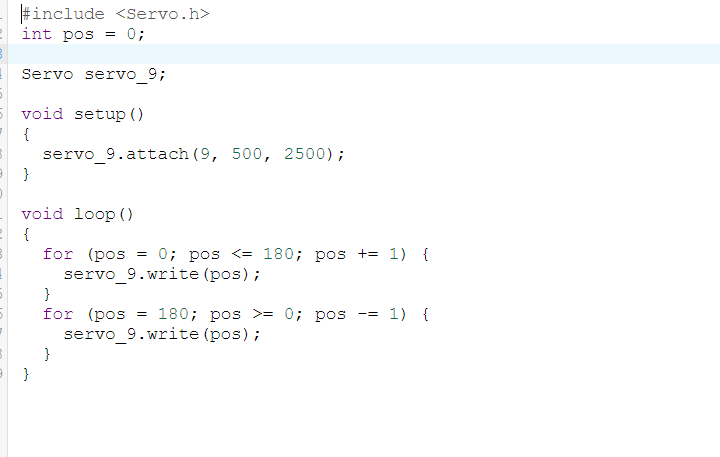 #include <Servo.h>
int pos = 0;
Servo servo_9;
void setup()
{
  servo_9.attach(9, 500, 2500);
}
void loop()
{
  for (pos = 0; pos <= 180; pos += 1) {
    servo_9.write(pos);
  }
  for (pos = 180; pos >= 0; pos -= 1) {
    servo_9.write(pos);
  }
}